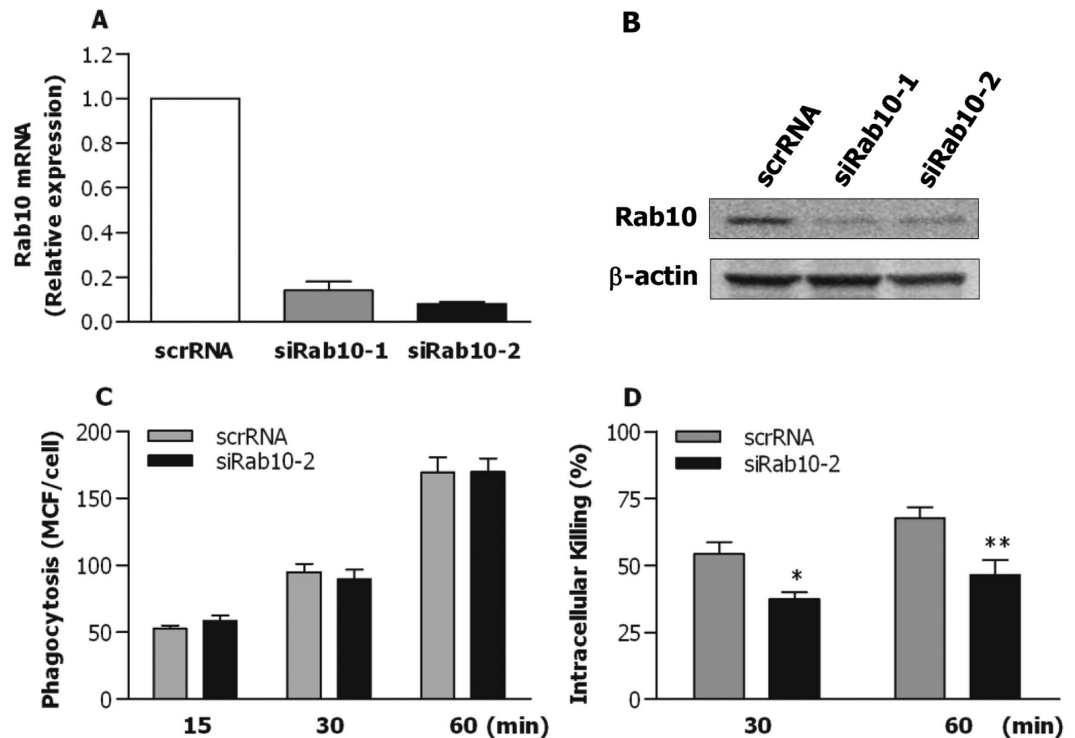 A
Rab10 mRNA
(Relative expression)
1.2
1.0
0.8
0.6
0.4
0.2
0.0
scrRNA siRab10-1 siRab10-2
B
scrRNA
siRab10-1
siRab10-2
Rab10
β-actin
C
Phagocytosis (MCF/cell)
200
150
100
50
0
scrRNA
siRab10-2
15 30 60 (min)
D
Intracellular Killing (%)
100
75
50
25
0
scrRNA
siRab10-2
*
**
30 60 (min)